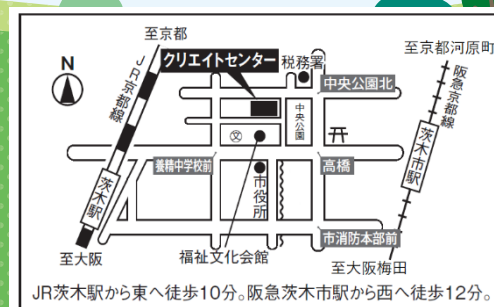 至京都
至京都河原町
N
クリエイトセンター
税務署
JR京都線
中央公園北
阪急京都線
中央公園
文
茨木市駅
養精中学校前
高橋
茨木駅
市役所
市消防本部前
至大阪
福祉文化会館
至大阪梅田
JR茨木駅から東へ徒歩10分。阪急茨木市駅から西へ徒歩12分。